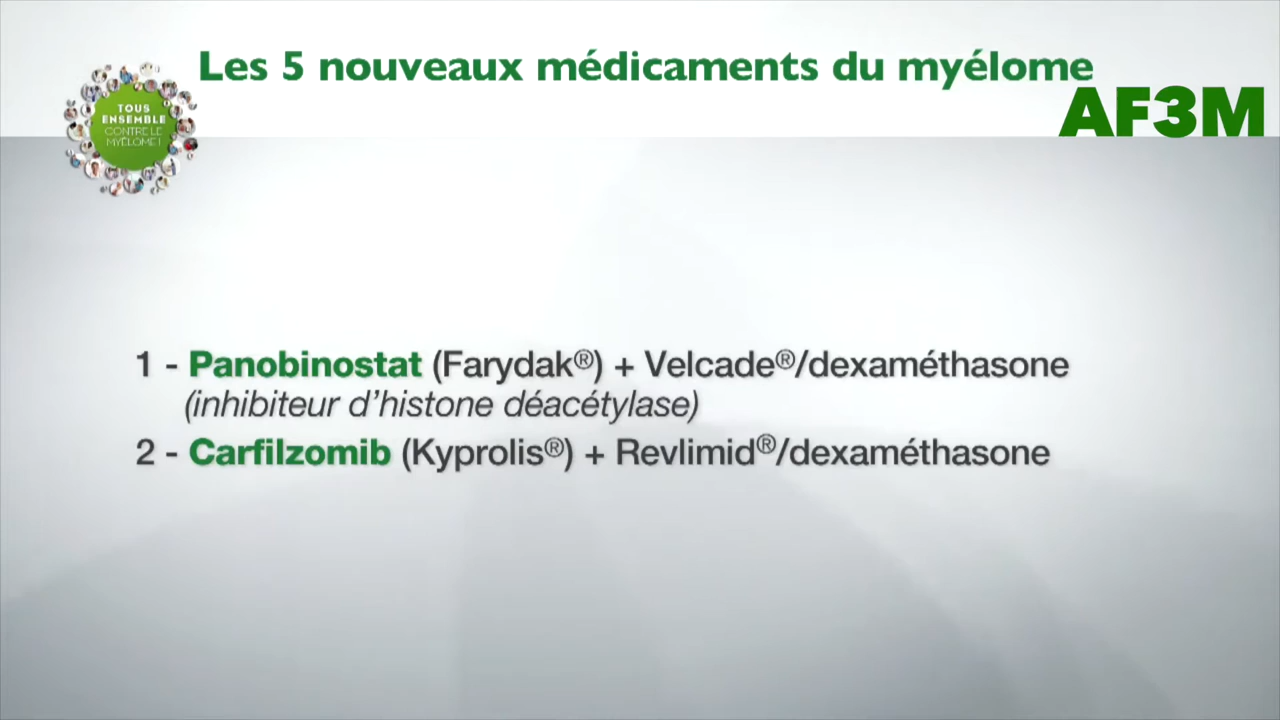 Les 5 nouveaux médicaments du myélome
AF3M
TOUS
ENSEMBLE
CONTRE LE
MYÉLOME !
1 - Panobinostat (Farydak®) + Velcade®/dexaméthasone
(inhibiteur d’histone déacétylase)
2 - Carfilzomib (Kyprolis®) + Revlimid®/dexaméthasone